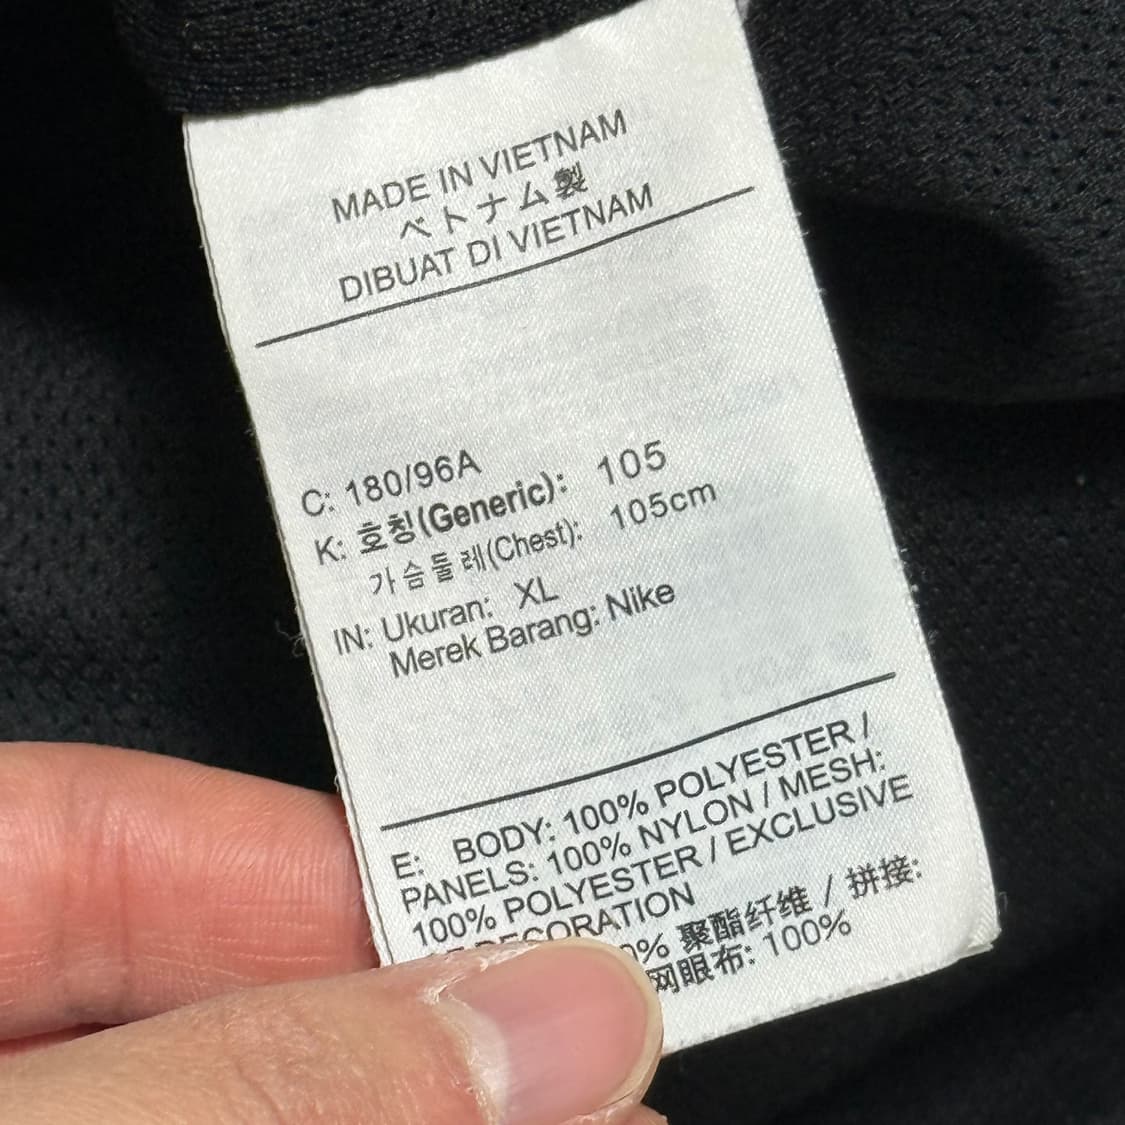 MADE IN VIETNAM
ベトナム製
DIBUAT DI VIETNAM
C: 180/96A
K: 호칭(Generic): 105
가슴둘레(Chest): 105cm
IN: Ukuran: XL
Merek Barang: Nike
E: BODY: 100% POLYESTER /
PANELS: 100% NYLON / MESH:
100% POLYESTER / EXCLUSIVE
DECORATION
聚酯纤维 / 拼接:
网眼布: 100%